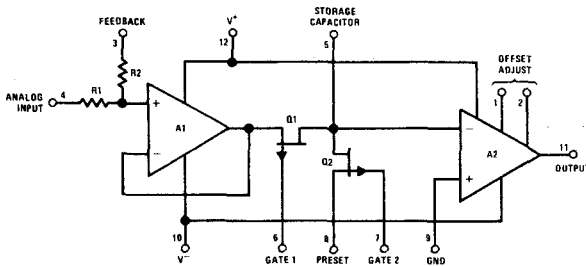 STORAGE
CAPACITOR
FEEDBACK
V+
3
12
5
OFFSET
ADJUST
R2
1
2
ANALOG
INPUT
4
R1
+
A1
−
Q1
Q2
−
A2
+
11
OUTPUT
10
V−
6
GATE 1
8
PRESET
7
GATE 2
9
GND